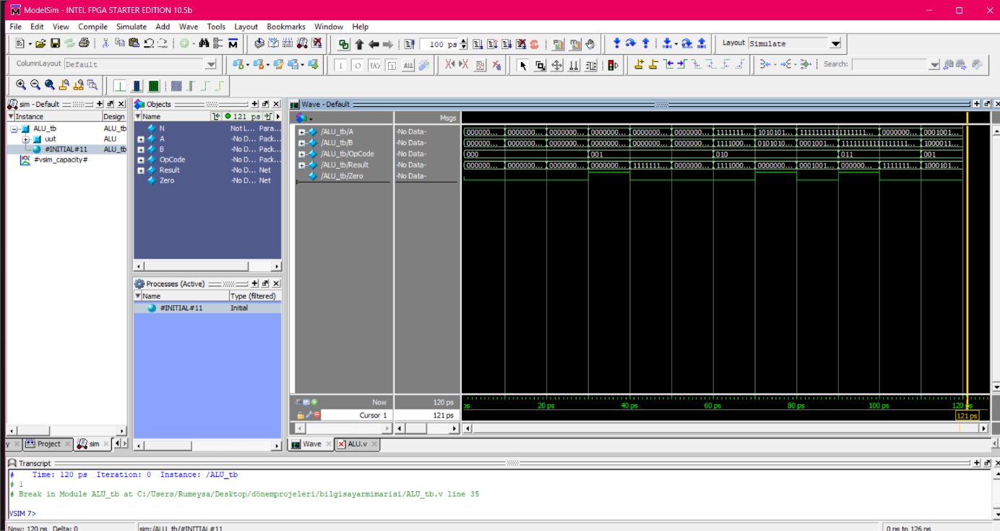 ModelSim - INTEL FPGA STARTER EDITION 10.5b
File Edit View Compile Simulate Add Wave Tools Layout Bookmarks Window Help
100 ps Layout Simulate
ColumnLayout Default ALL Search:
sim - Default
Instance Design
ALU_tb ALU_tb
uut ALU
#INITIAL#11 ALU_tb
#vsim_capacity#
Objects
Name 121 ps
N Not L... Para...
A -No D... Pack...
B -No D... Pack...
OpCode -No D... Pack...
Result -No D... Net
Zero -No D... Net
Processes (Active)
Name Type (filtered)
#INITIAL#11 Initial
Wave - Default
Msgs
/ALU_tb/A -No Data- 0000000... 0000000... 0000000... 0000000... 0000000... 0000000... 1111111... 1010101... 1111111111111111... 0000000... 0001001...
/ALU_tb/B -No Data- 0000000... 0000000... 0000000... 0000000... 0000000... 0000000... 1111000... 0101010... 0001001... 1111111111111111... 1000011...
/ALU_tb/OpCode -No Data- 000 001 010 011 001
/ALU_tb/Result -No Data- 0000000... 0000000... 0000000... 0000000... 1111111... 0000000... 1111000... 0000000... 0001001... 000000... 1111111... 1000101...
/ALU_tb/Zero -No Data-
Now 120 ps ps 20 ps 40 ps 60 ps 80 ps 100 ps 120 ps
Cursor 1 121 ps 121 ps
y Project sim
Wave ALU.v
Transcript
# Time: 120 ps Iteration: 0 Instance: /ALU_tb
# 1
# Break in Module ALU_tb at C:/Users/Rumeysa/Desktop/dönemprojeleri/bilgisayarmimarisi/ALU_tb.v line 35
VSIM 7>
Now: 120 ps Delta: 0 sim:/ALU_tb/#INITIAL#11 0 ps to 126 ps